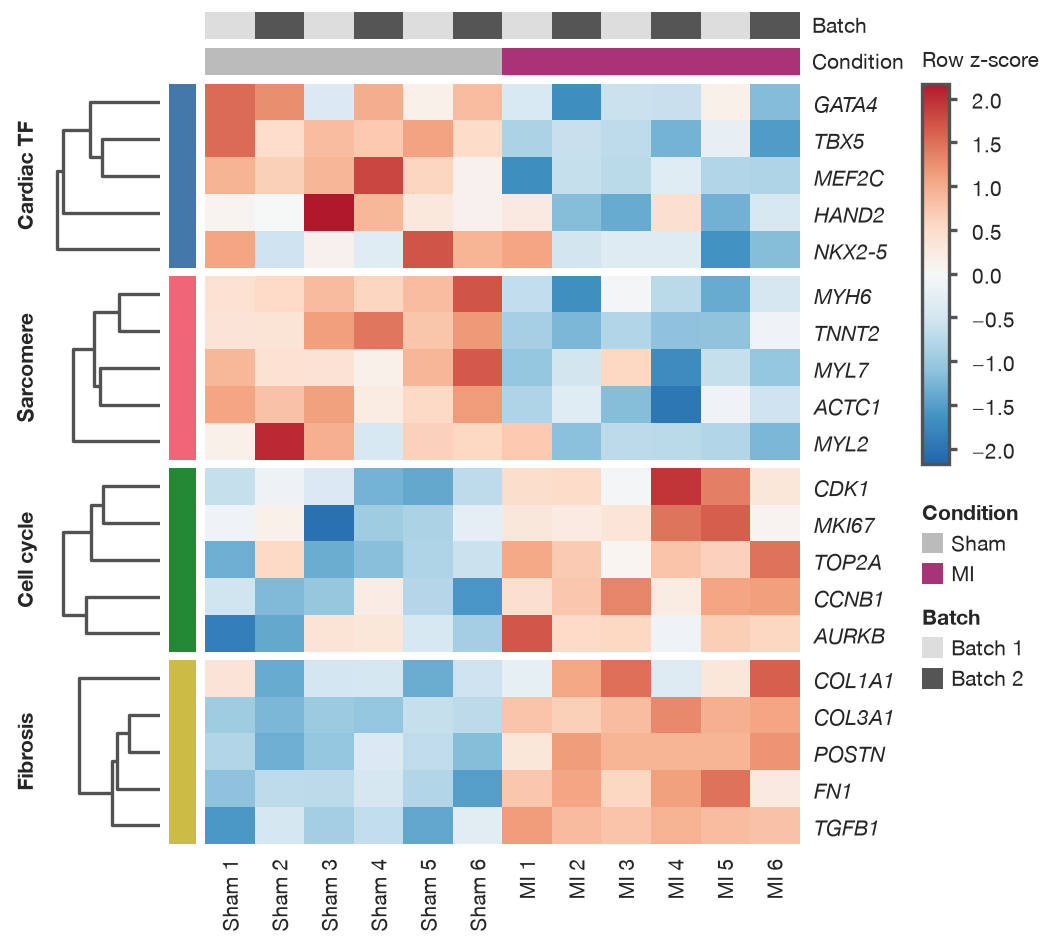 Batch
Condition
Row z-score
Cardiac TF
GATA4
TBX5
MEF2C
HAND2
NKX2-5
Sarcomere
MYH6
TNNT2
MYL7
ACTC1
MYL2
Cell cycle
CDK1
MKI67
TOP2A
CCNB1
AURKB
Fibrosis
COL1A1
COL3A1
POSTN
FN1
TGFB1
Sham 1
Sham 2
Sham 3
Sham 4
Sham 5
Sham 6
MI 1
MI 2
MI 3
MI 4
MI 5
MI 6
2.0
1.5
1.0
0.5
0.0
−0.5
−1.0
−1.5
−2.0
Condition
Sham
MI
Batch
Batch 1
Batch 2